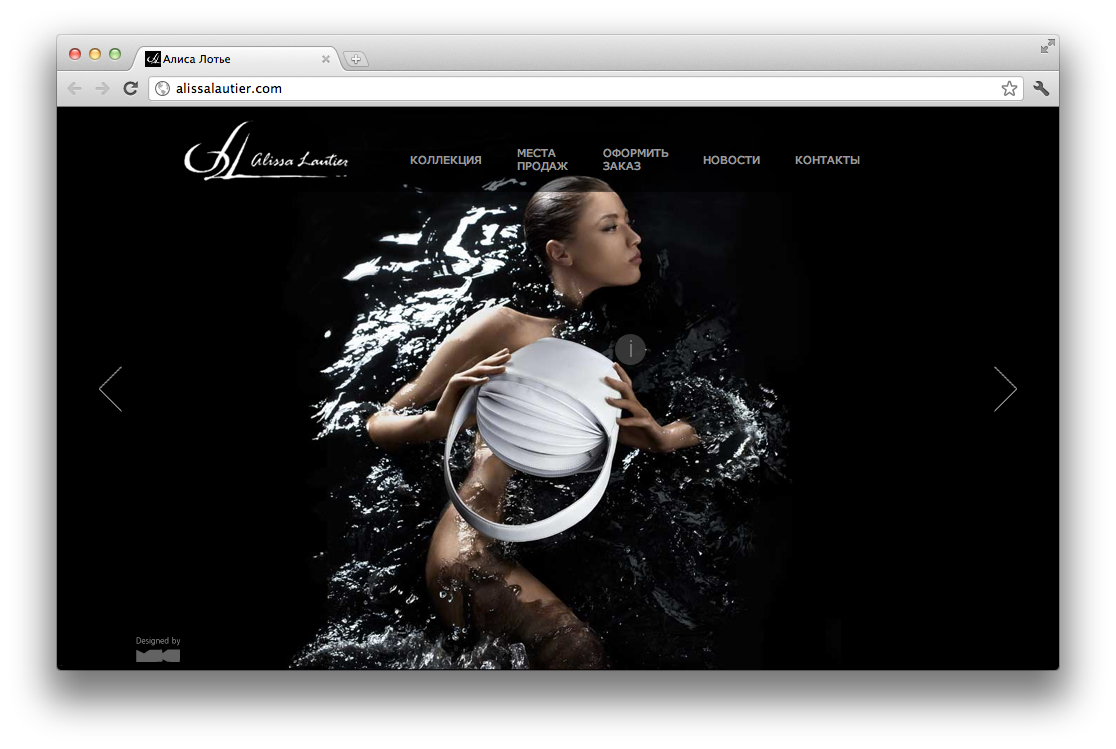 Алиса Лотье
alissalautier.com
AL Alissa Lautier
КОЛЛЕКЦИЯ
МЕСТА
ПРОДАЖ
ОФОРМИТЬ
ЗАКАЗ
НОВОСТИ
КОНТАКТЫ
i
Designed by